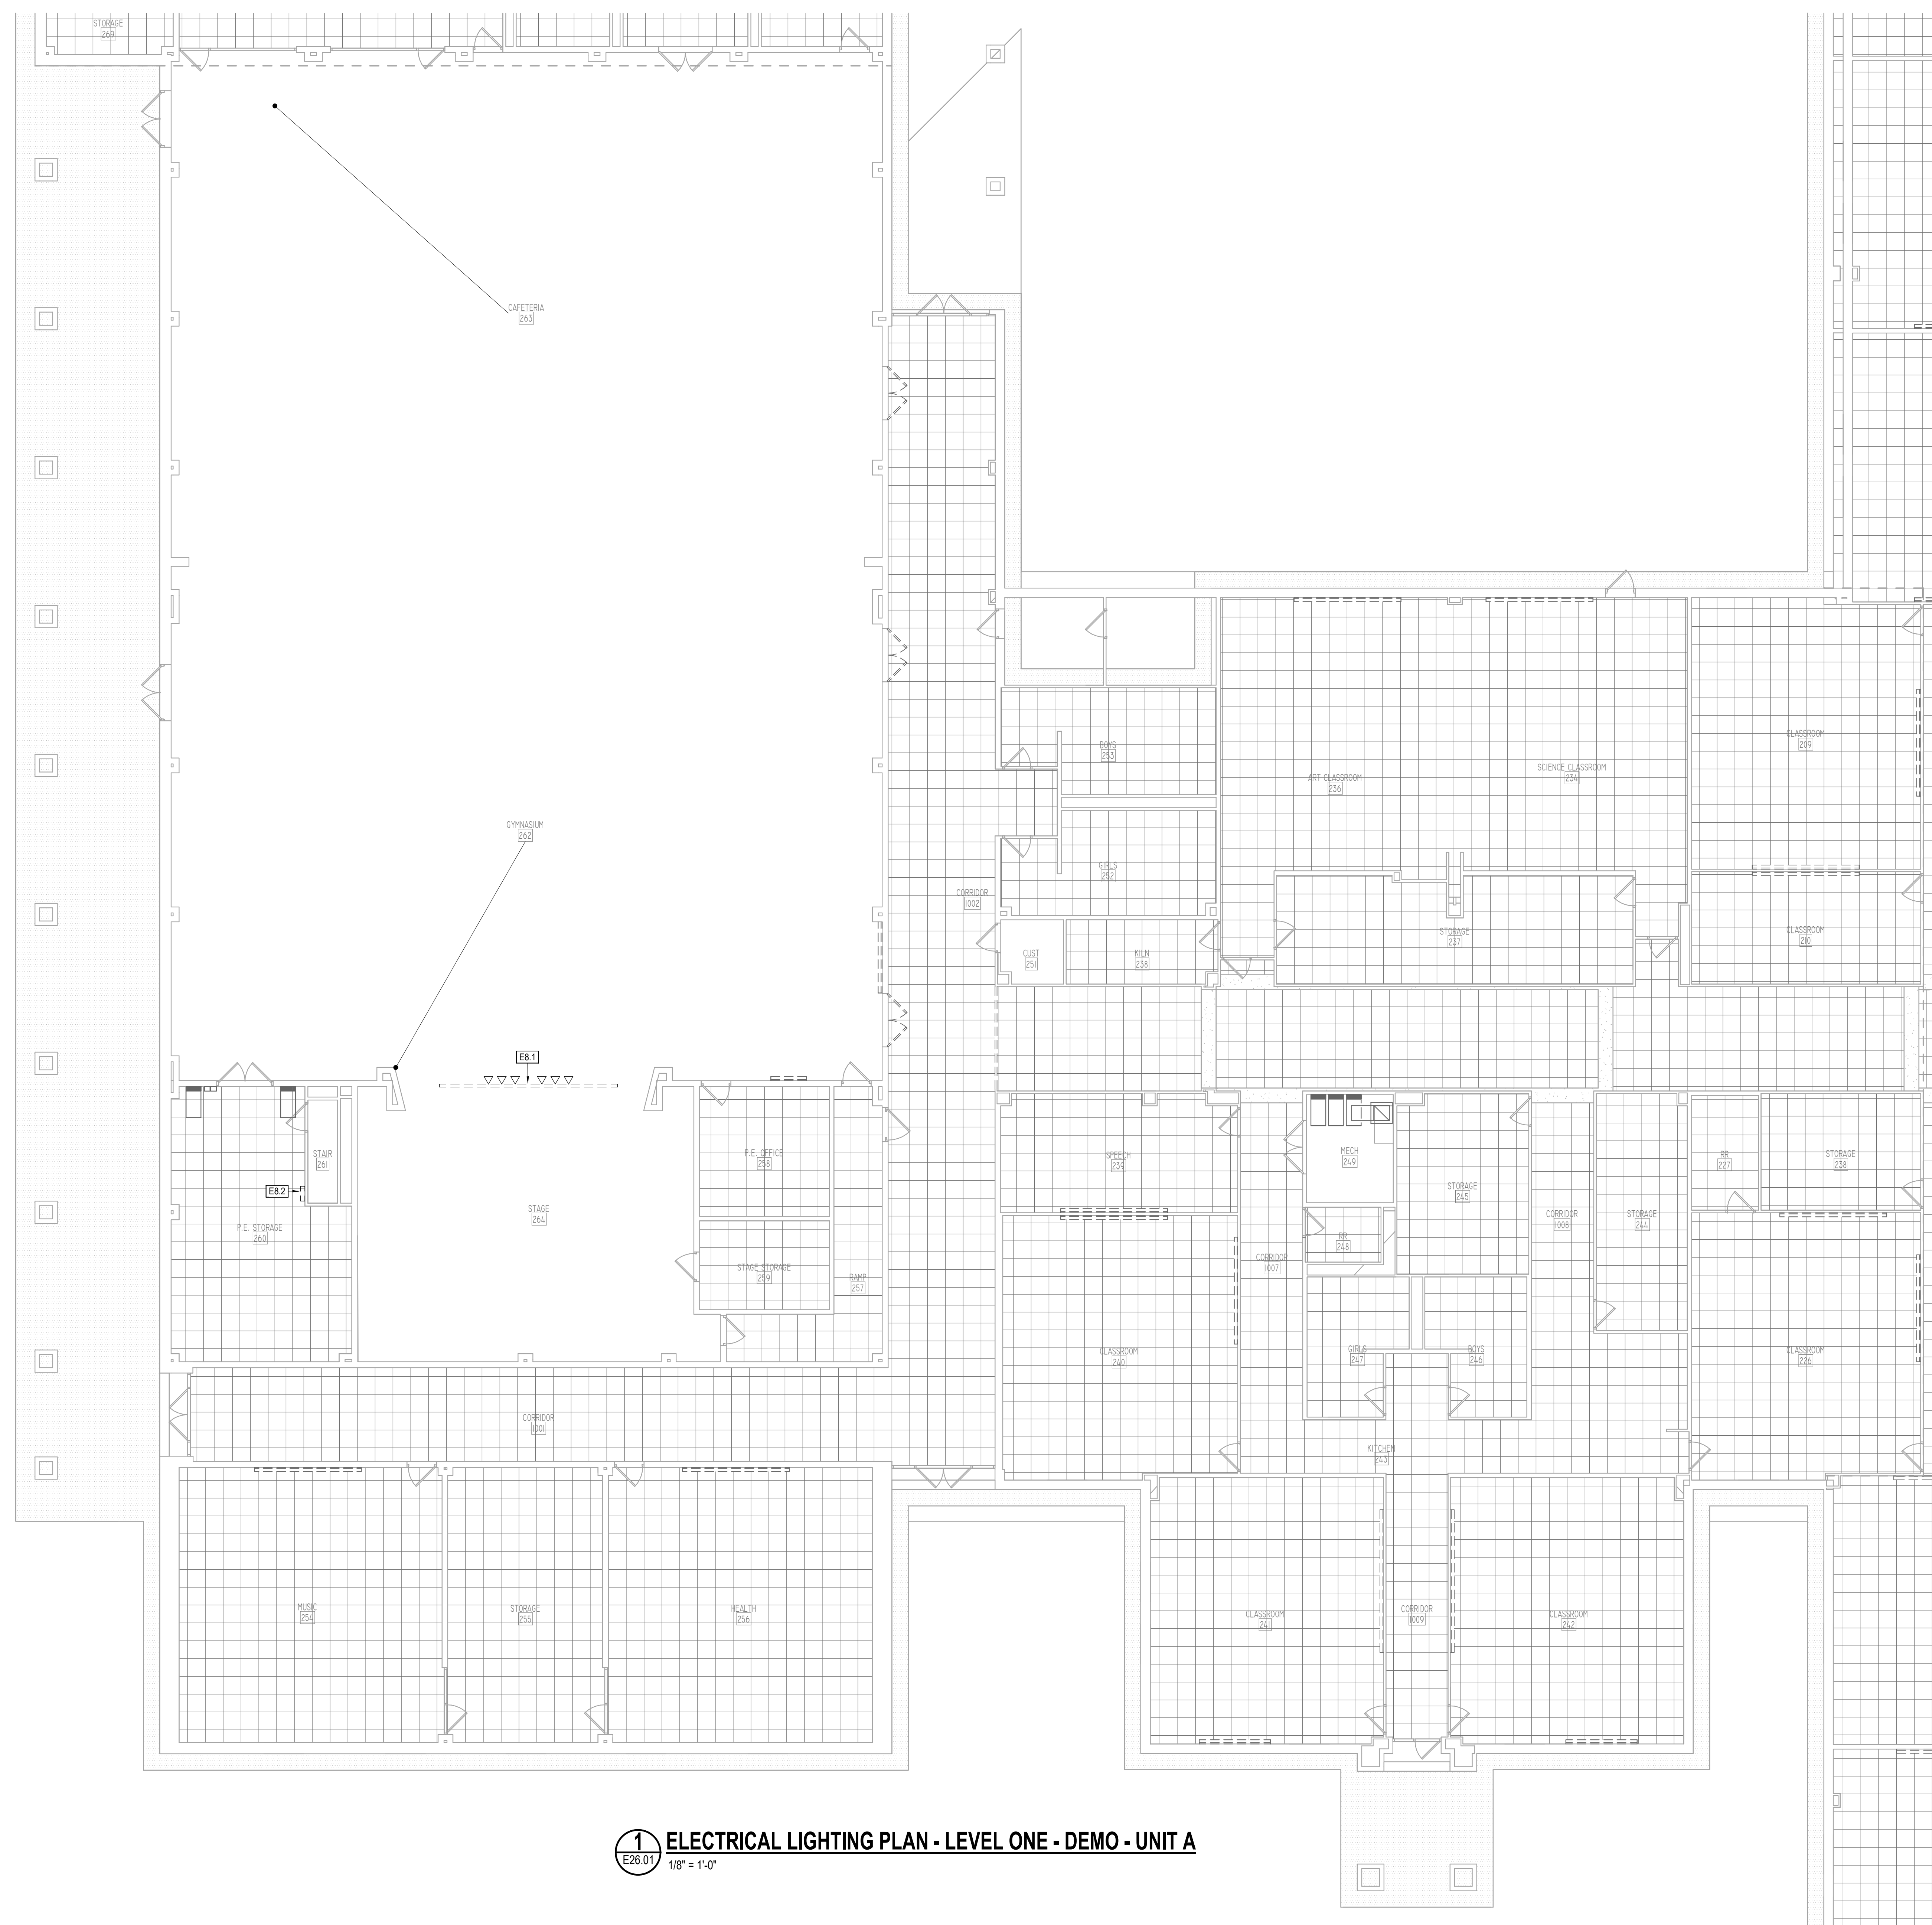 STORAGE
269
CAFETERIA
263
CLASSROOM
209
BOYS
253
SCIENCE CLASSROOM
234
ART CLASSROOM
236
GYMNASIUM
262
GIRLS
252
CORRIDOR
1002
STORAGE
237
CLASSROOM
210
CUST
251
KILN
238
E8.1
STAIR
261
P.E. OFFICE
258
SPEECH
239
MECH
249
RR
227
STORAGE
238
E8.2
STORAGE
245
STAGE
264
CORRIDOR
1008
STORAGE
244
P.E. STORAGE
260
RR
248
STAGE STORAGE
259
RAMP
257
CORRIDOR
1007
CLASSROOM
240
GIRLS
247
BOYS
246
CLASSROOM
226
CORRIDOR
1001
KITCHEN
243
MUSIC
254
STORAGE
255
HEALTH
256
CLASSROOM
241
CORRIDOR
1009
CLASSROOM
242
1
E26.01
ELECTRICAL LIGHTING PLAN - LEVEL ONE - DEMO - UNIT A
1/8" = 1'-0"